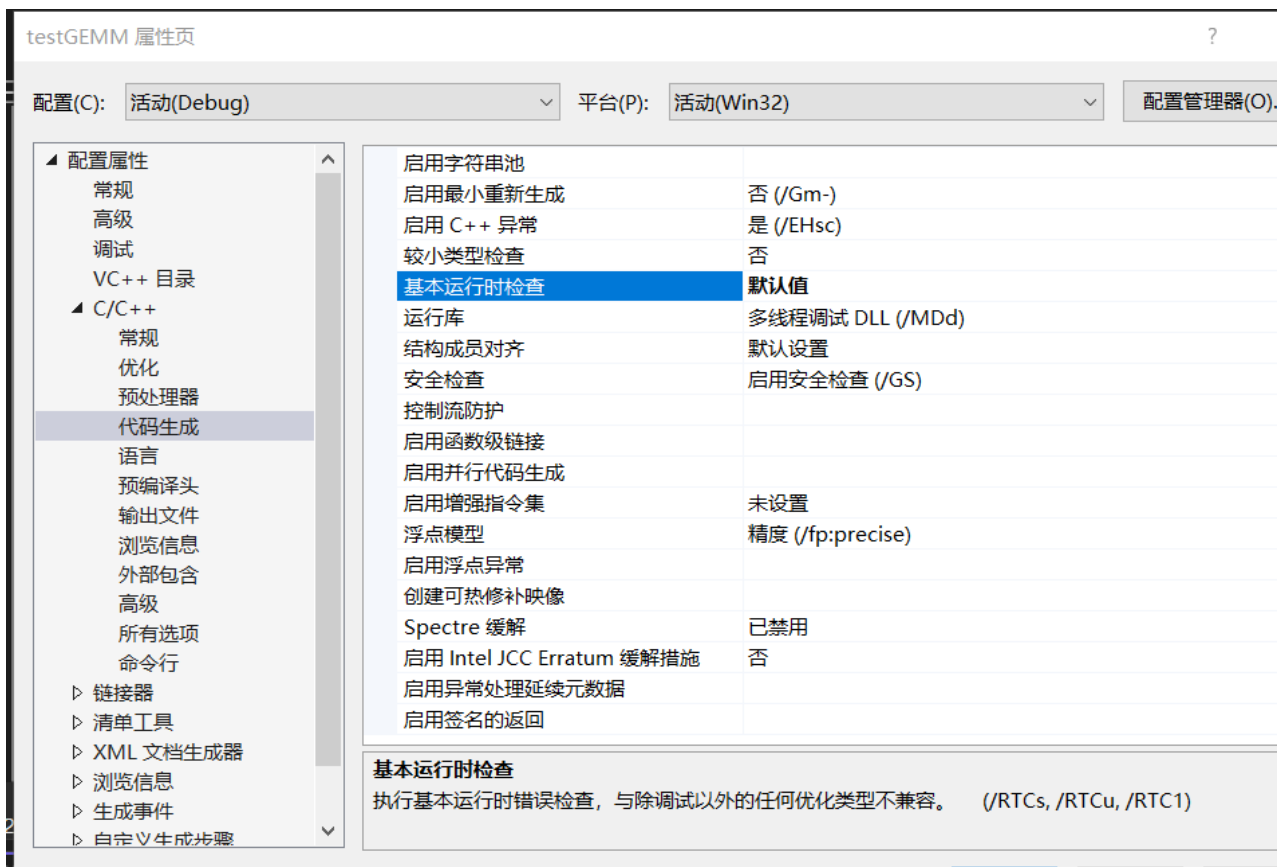 testGEMM 属性页 ?
配置(C): 活动(Debug) 平台(P): 活动(Win32) 配置管理器(O).
配置属性
常规
高级
调试
VC++ 目录
C/C++
常规
优化
预处理器
代码生成
语言
预编译头
输出文件
浏览信息
外部包含
高级
所有选项
命令行
链接器
清单工具
XML 文档生成器
浏览信息
生成事件
自定义生成步骤
启用字符串池
启用最小重新生成 否 (/Gm-)
启用 C++ 异常 是 (/EHsc)
较小类型检查 否
基本运行时检查 默认值
运行库 多线程调试 DLL (/MDd)
结构成员对齐 默认设置
安全检查 启用安全检查 (/GS)
控制流防护
启用函数级链接
启用并行代码生成
启用增强指令集 未设置
浮点模型 精度 (/fp:precise)
启用浮点异常
创建可热修补映像
Spectre 缓解 已禁用
启用 Intel JCC Erratum 缓解措施 否
启用异常处理延续元数据
启用签名的返回
基本运行时检查
执行基本运行时错误检查，与除调试以外的任何优化类型不兼容。 (/RTCs, /RTCu, /RTC1)